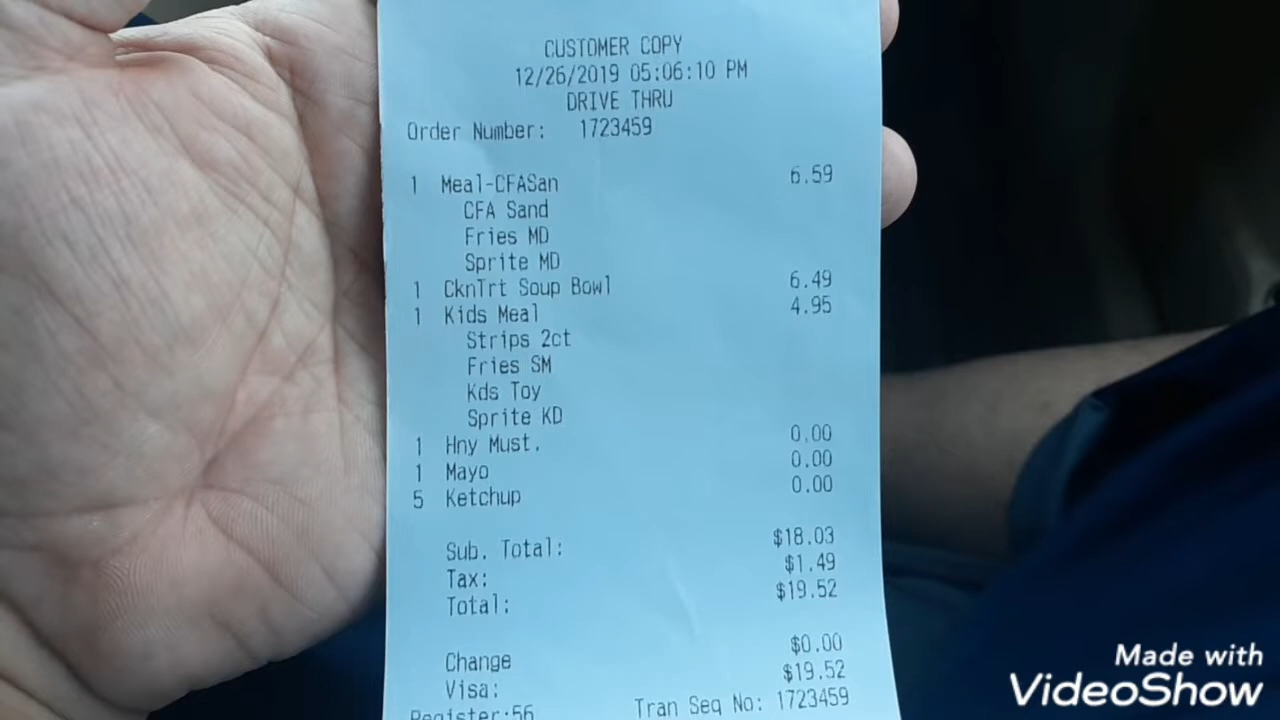 CUSTOMER COPY
12/26/2019 05:06:10 PM
DRIVE THRU
Order Number: 1723459
1 Meal-CFASan 6.59
CFA Sand
Fries MD
Sprite MD
1 CknTrt Soup Bowl 6.49
1 Kids Meal 4.95
Strips 2ct
Fries SM
Kds Toy
Sprite KD
1 Hny Must. 0.00
1 Mayo 0.00
5 Ketchup 0.00
Sub. Total: $18.03
Tax: $1.49
Total: $19.52
Change $0.00
Visa: $19.52
Register:56 Tran Seq No: 1723459
Made with
VideoShow